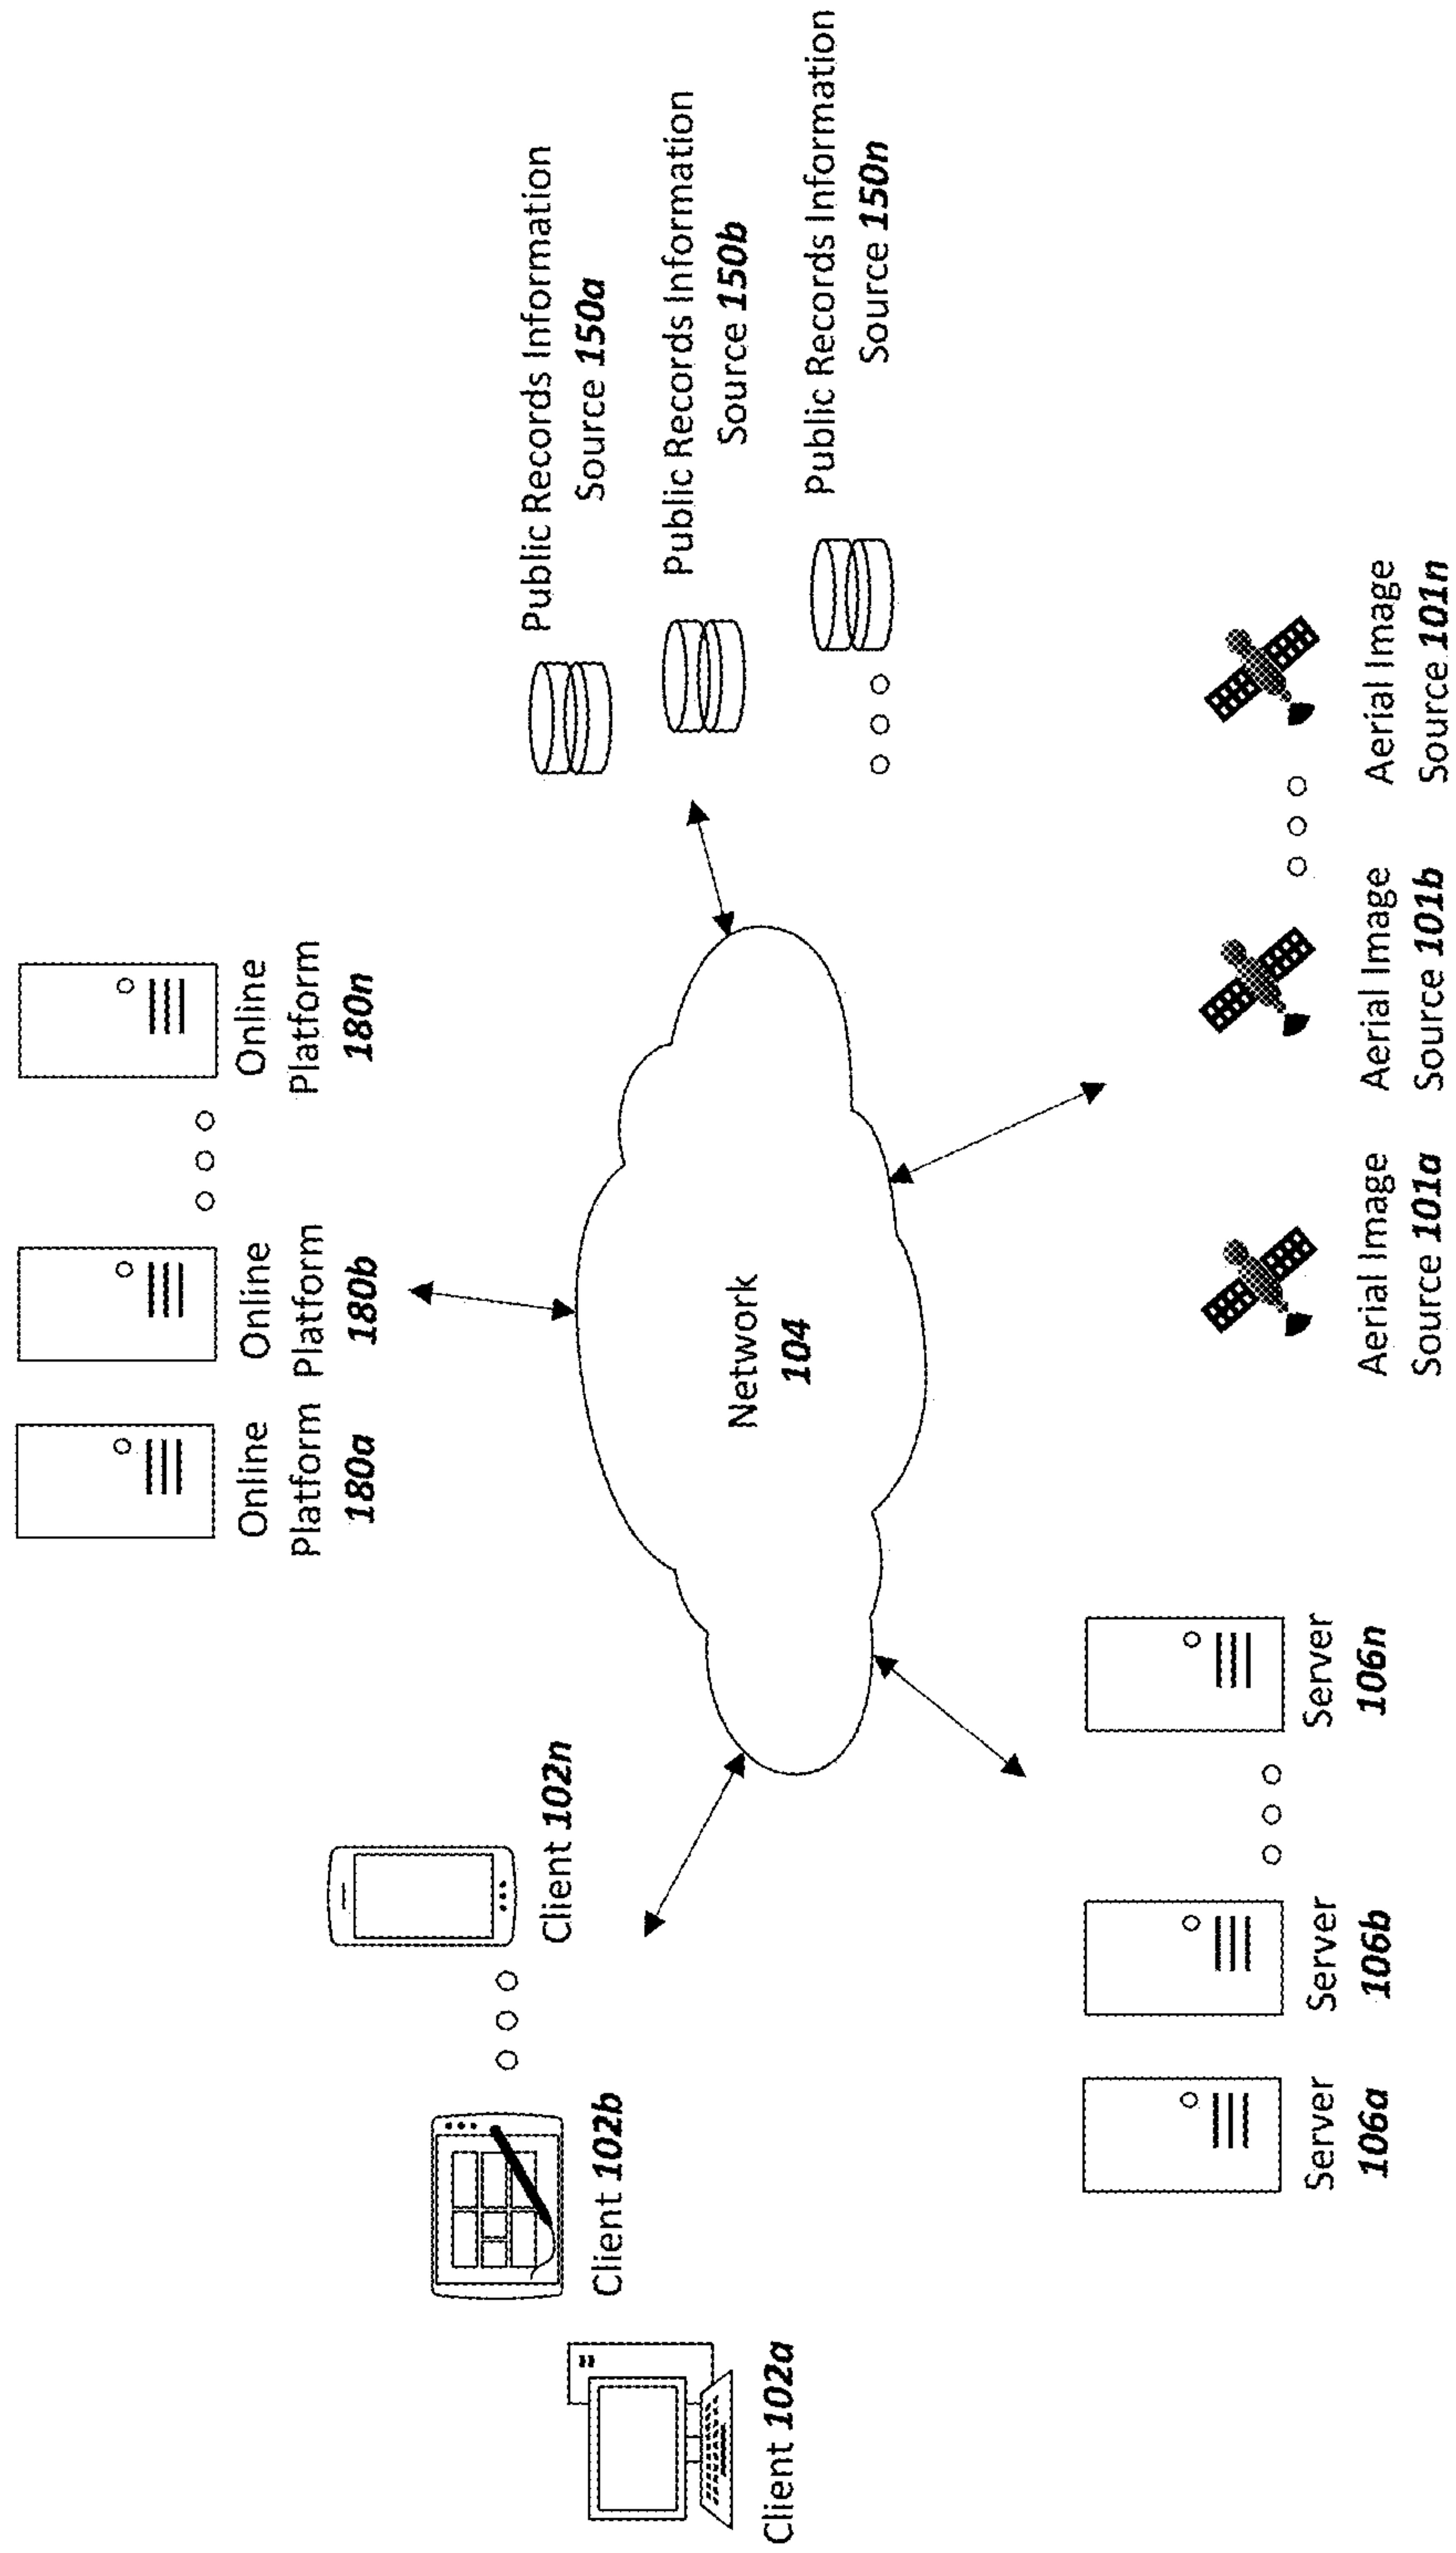 Online
Platform
180a
Online
Platform
180b
Online
Platform
180n
Client 102a
Client 102b
Client 102n
Public Records Information
Source 150a
Public Records Information
Source 150b
Public Records Information
Source 150n
Network
104
Server
106a
Server
106b
Server
106n
Aerial Image
Source 101a
Aerial Image
Source 101b
Aerial Image
Source 101n